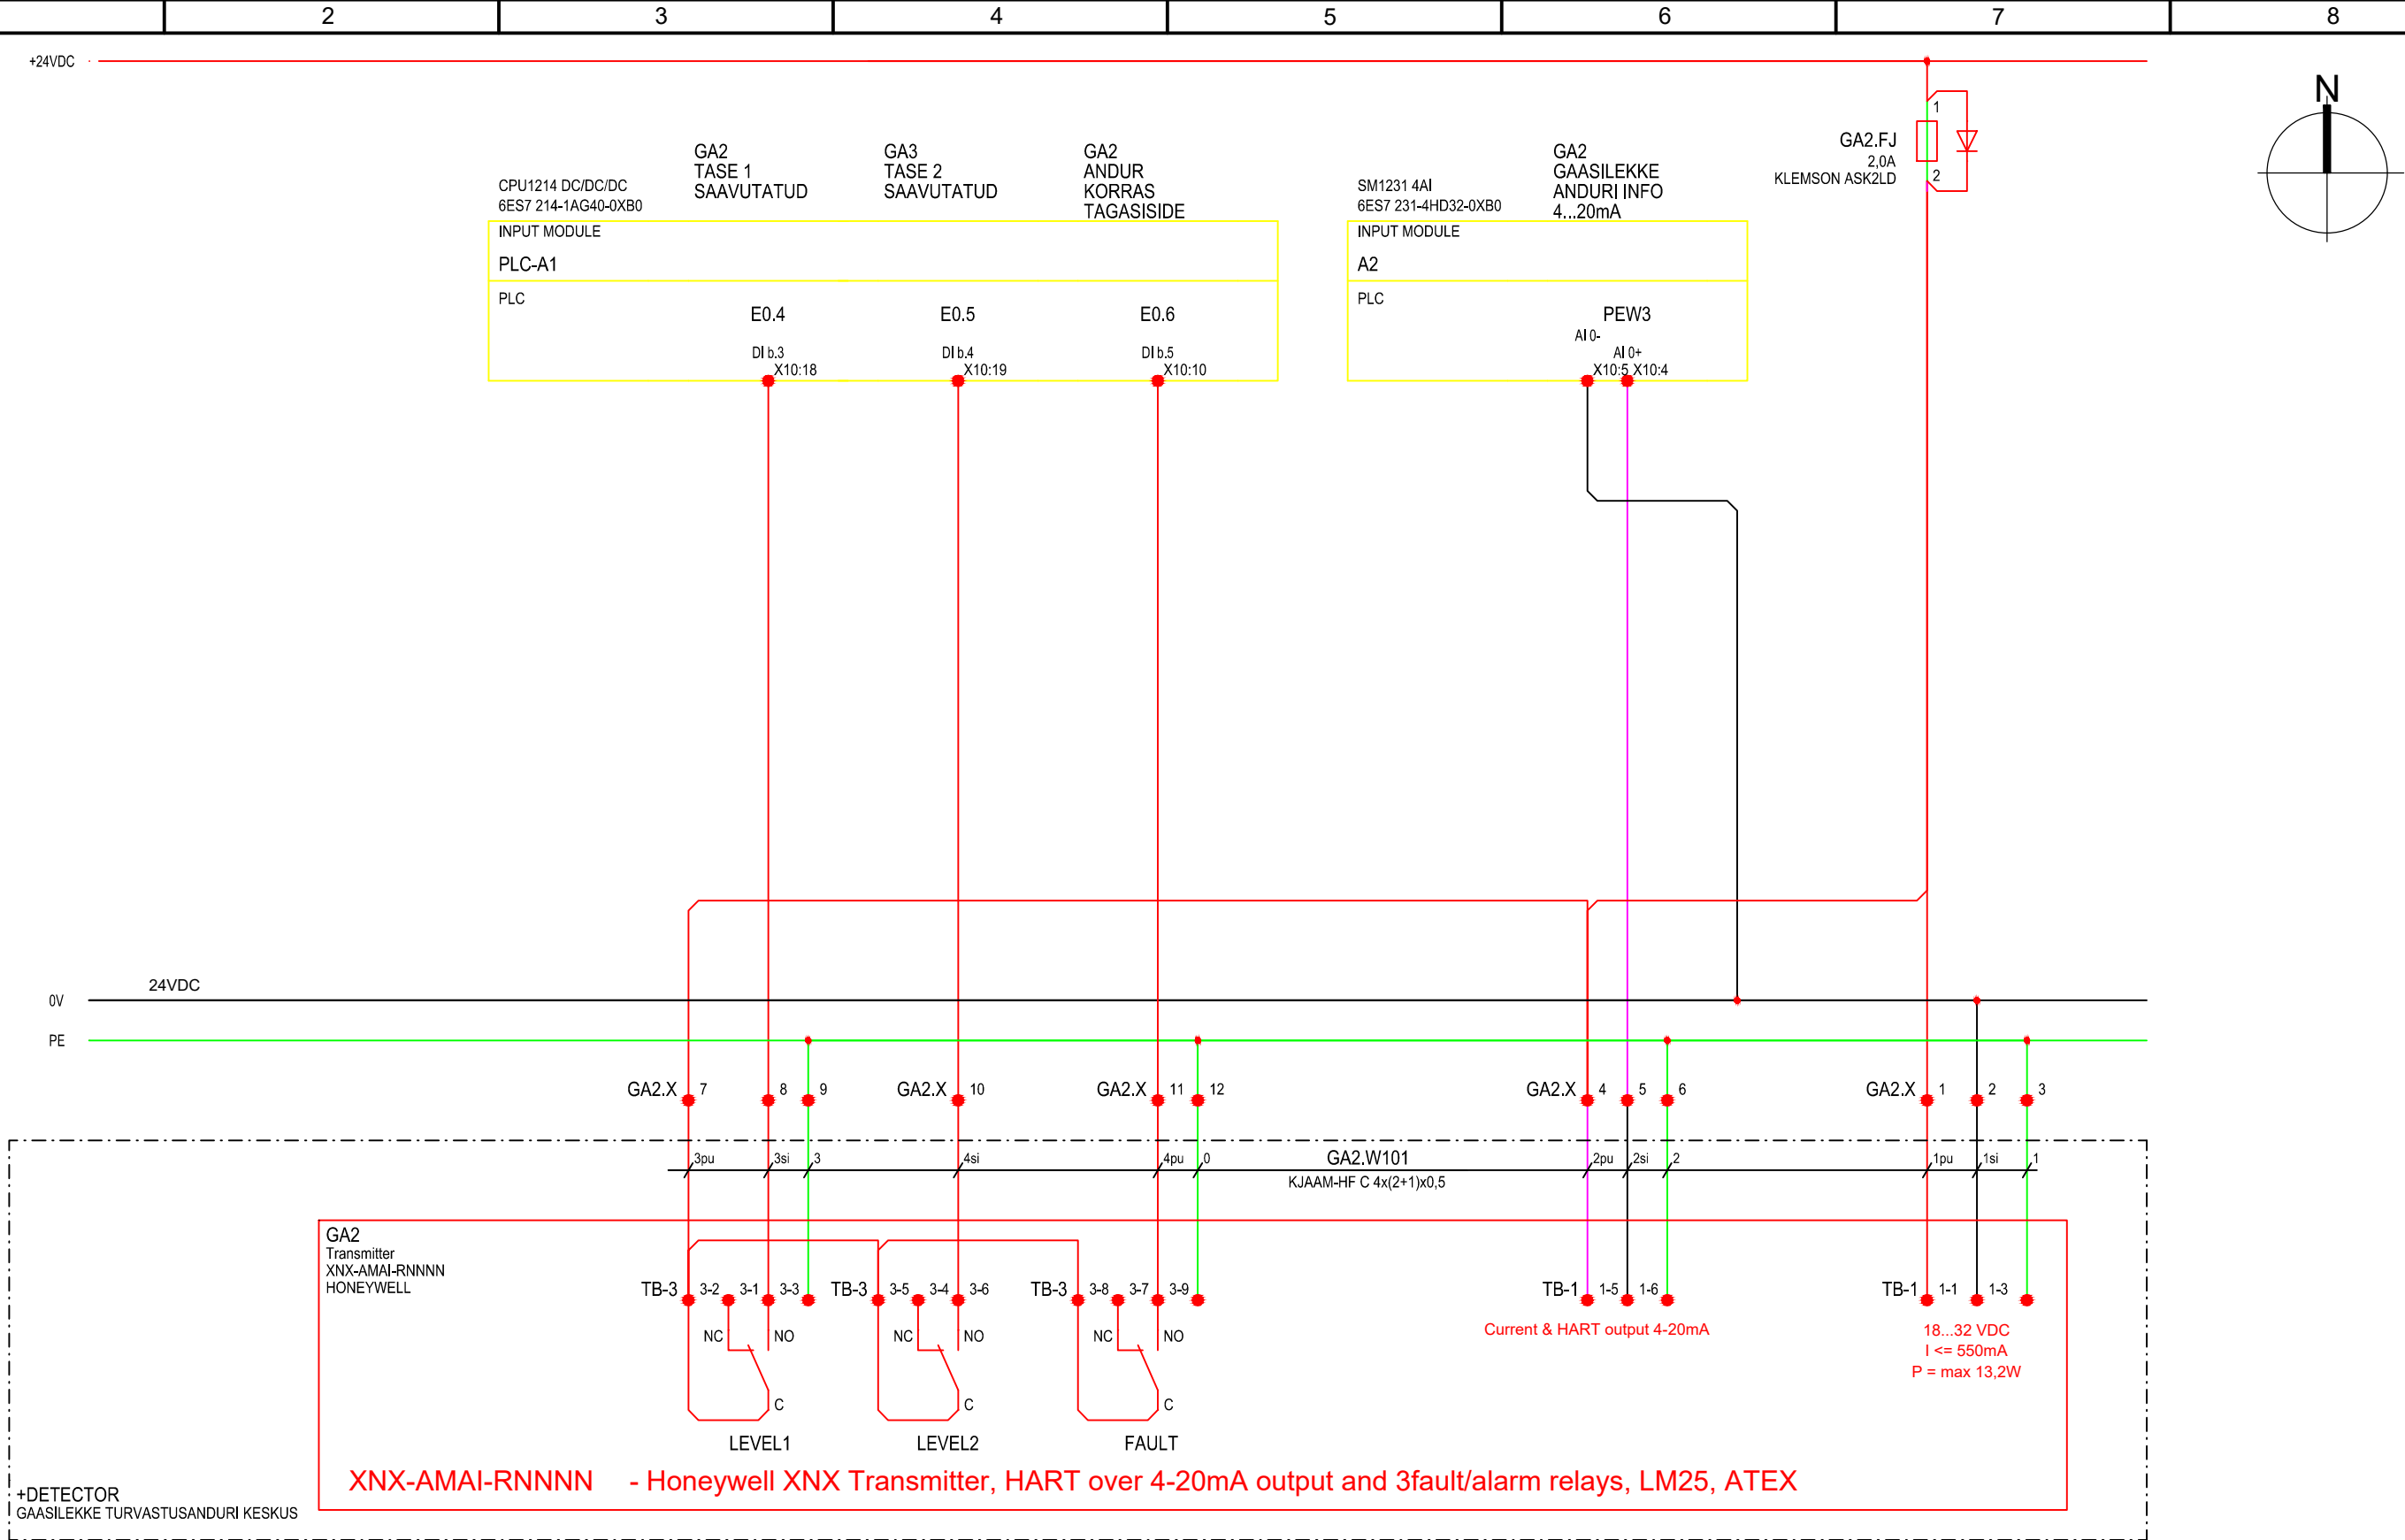 2 3 4 5 6 7 8
+24VDC
N
GA2.FJ
2,0A
KLEMSON ASK2LD
1
2
CPU1214 DC/DC/DC
6ES7 214-1AG40-0XB0
GA2
TASE 1
SAAVUTATUD
GA3
TASE 2
SAAVUTATUD
GA2
ANDUR
KORRAS
TAGASISIDE
SM1231 4AI
6ES7 231-4HD32-0XB0
GA2
GAASILEKKE
ANDURI INFO
4...20mA
INPUT MODULE
PLC-A1
PLC
E0.4 E0.5 E0.6
DI b.3 DI b.4 DI b.5
X10:18 X10:19 X10:10
INPUT MODULE
A2
PLC
PEW3
AI 0-
AI 0+
X10:5 X10:4
24VDC
0V
PE
GA2.X 7 8 9 GA2.X 10 GA2.X 11 12 GA2.X 4 5 6 GA2.X 1 2 3
3pu 3si 3 4si 4pu 0 GA2.W101 2pu 2si 2 1pu 1si 1
KJAAM-HF C 4x(2+1)x0,5
GA2
Transmitter
XNX-AMAI-RNNNN
HONEYWELL
TB-3 3-2 3-1 3-3 TB-3 3-5 3-4 3-6 TB-3 3-8 3-7 3-9 TB-1 1-5 1-6 TB-1 1-1 1-3
NC NO NC NO NC NO
C C C
LEVEL1 LEVEL2 FAULT
Current & HART output 4-20mA
18...32 VDC
I <= 550mA
P = max 13,2W
XNX-AMAI-RNNNN - Honeywell XNX Transmitter, HART over 4-20mA output and 3fault/alarm relays, LM25, ATEX
+DETECTOR
GAASILEKKE TURVASTUSANDURI KESKUS